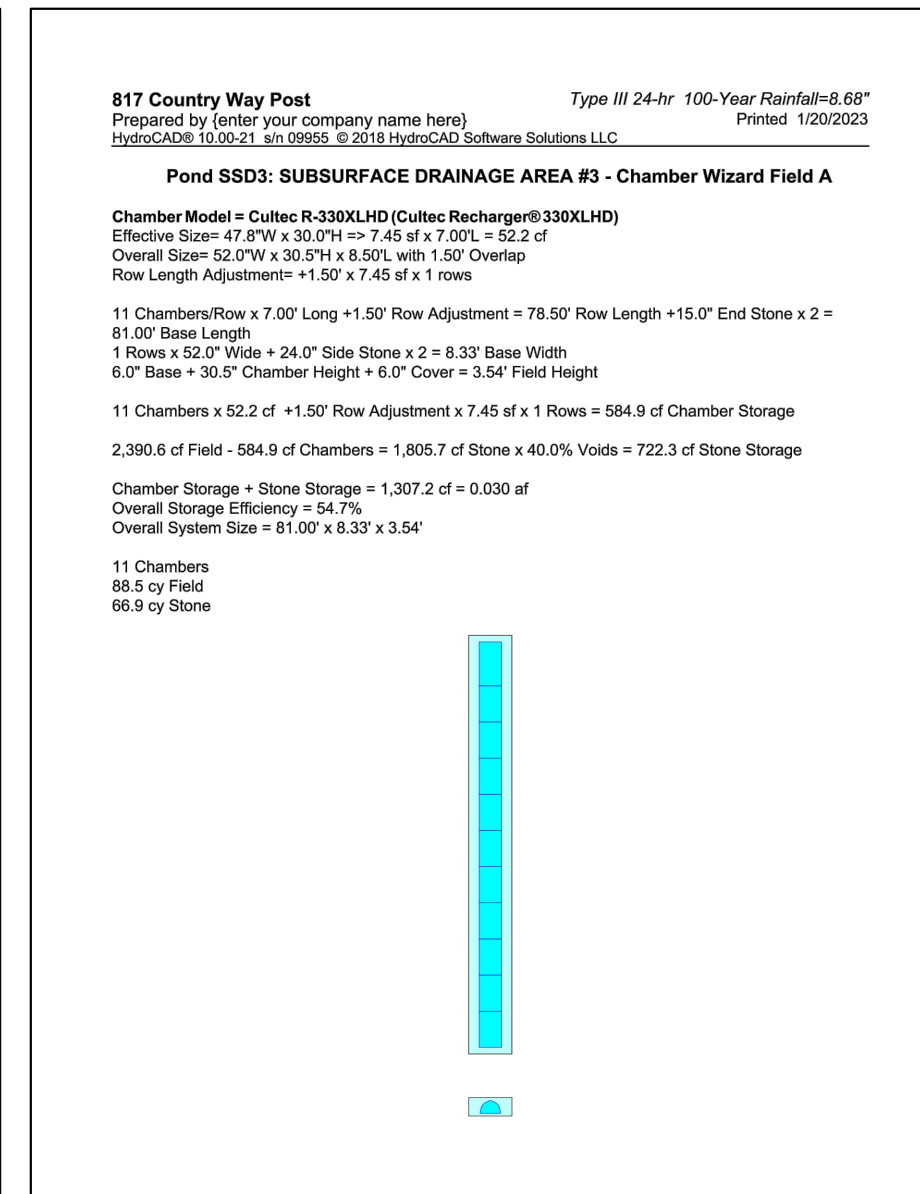 817 Country Way Post
Type III 24-hr 100-Year Rainfall=8.68"
Prepared by {enter your company name here}
Printed 1/20/2023
HydroCAD® 10.00-21 s/n 09955 © 2018 HydroCAD Software Solutions LLC
Pond SSD3: SUBSURFACE DRAINAGE AREA #3 - Chamber Wizard Field A
Chamber Model = Cultec R-330XLHD (Cultec Recharger® 330XLHD)
Effective Size= 47.8"W x 30.0"H => 7.45 sf x 7.00'L = 52.2 cf
Overall Size= 52.0"W x 30.5"H x 8.50'L with 1.50' Overlap
Row Length Adjustment= +1.50' x 7.45 sf x 1 rows
11 Chambers/Row x 7.00' Long +1.50' Row Adjustment = 78.50' Row Length +15.0" End Stone x 2 =
81.00' Base Length
1 Rows x 52.0" Wide + 24.0" Side Stone x 2 = 8.33' Base Width
6.0" Base + 30.5" Chamber Height + 6.0" Cover = 3.54' Field Height
11 Chambers x 52.2 cf +1.50' Row Adjustment x 7.45 sf x 1 Rows = 584.9 cf Chamber Storage
2,390.6 cf Field - 584.9 cf Chambers = 1,805.7 cf Stone x 40.0% Voids = 722.3 cf Stone Storage
Chamber Storage + Stone Storage = 1,307.2 cf = 0.030 af
Overall Storage Efficiency = 54.7%
Overall System Size = 81.00' x 8.33' x 3.54'
11 Chambers
88.5 cy Field
66.9 cy Stone